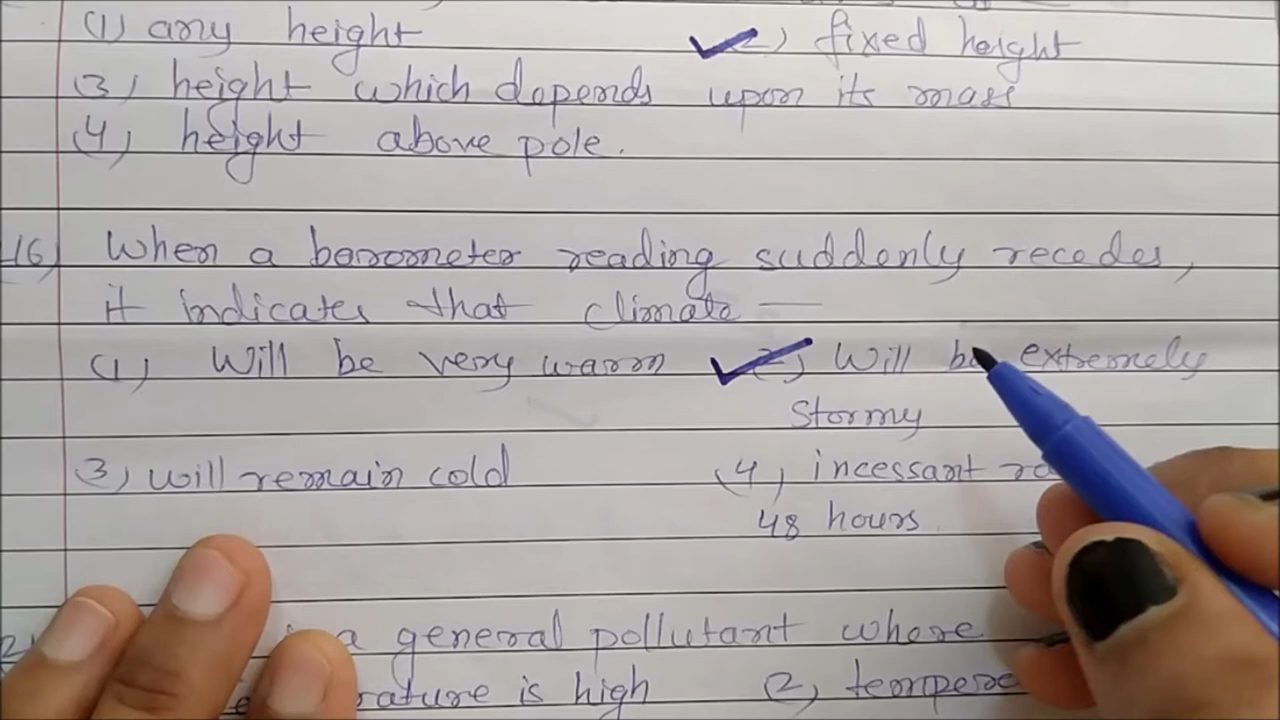 (1) any height 2) fixed height
(3) height which depends upon its mass
(4) height above pole.
16) When a barometer reading suddenly recedes,
it indicates that climate —
(1) Will be very warm (2) Will be extremely
Stormy
(3) will remain cold (4) incessant
48 hours
a general pollutant where
is high (2)